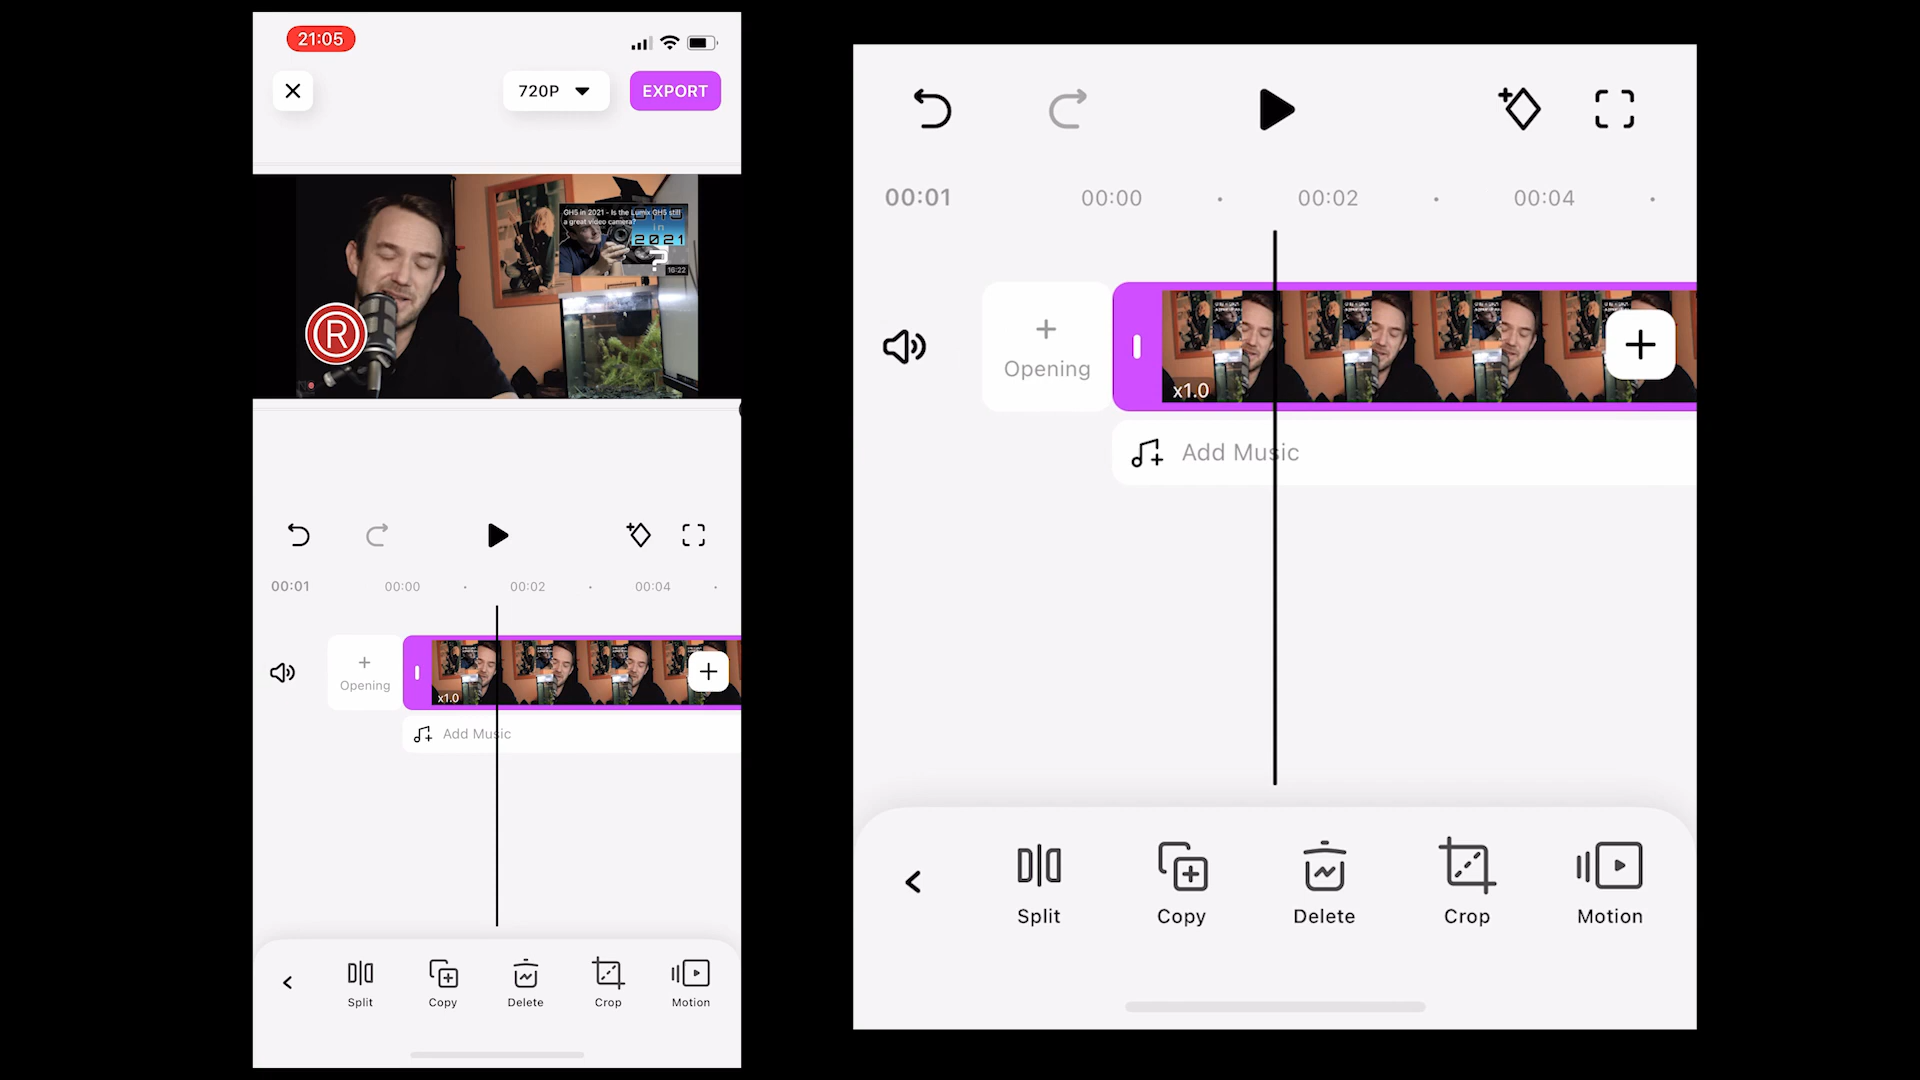 21:05
720P
EXPORT
GH5 in 2021 - Is the Lumix GH5 still
a great video camera?
in
2021
?
16:22
R
00:01
00:00
00:02
00:04
+
Opening
x1.0
+
Add Music
Split
Copy
Delete
Crop
Motion
00:01
00:00
00:02
00:04
+
Opening
x1.0
+
Add Music
Split
Copy
Delete
Crop
Motion